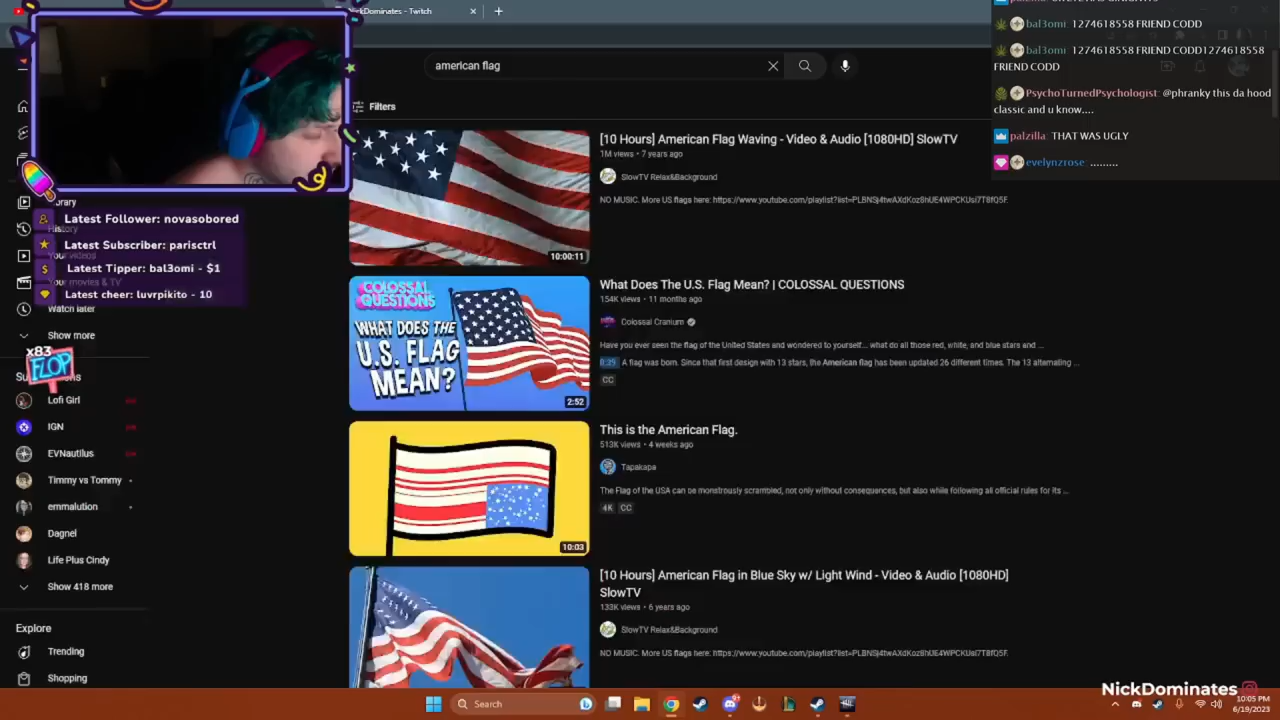 NickDominates - Twitch
american flag
Filters
bal3omi 1274618558 FRIEND CODD
bal3omi 1274618558 FRIEND CODD1274618558
FRIEND CODD
PsychoTurnedPsychologist: @phranky this da hood
classic and u know....
palzilla THAT WAS UGLY
evelynzrose: .........
Latest Follower: novasobored
Latest Subscriber: parisctrl
Latest Tipper: bal3omi - $1
Latest cheer: luvrpikito - 10
History
Your videos
Your movies & TV
Watch later
Show more
x83
FLOP
Lofi Girl
IGN
EVNautilus
Timmy vs Tommy
emmalution
Dagnel
Life Plus Cindy
Show 418 more
Explore
Trending
Shopping
[10 Hours] American Flag Waving - Video & Audio [1080HD] SlowTV
1M views • 7 years ago
SlowTV Relax&Background
NO MUSIC. More US flags here:
10:00:11
What Does The U.S. Flag Mean? | COLOSSAL QUESTIONS
154K views • 11 months ago
Colossal Cranium
Have you ever seen the flag of the United States and wondered to yourself... what do all those red, white, and blue stars and ...
0:29 A flag was born. Since that first design with 13 stars, the American flag has been updated 26 different times. The 13 alternating ...
CC
COLOSSAL
QUESTIONS
WHAT DOES THE
U.S. FLAG
MEAN?
2:52
This is the American Flag.
513K views • 4 weeks ago
Tapakapa
The Flag of the USA can be monstrously scrambled, not only without consequences, but also while following all official rules for its ...
4K CC
10:03
[10 Hours] American Flag in Blue Sky w/ Light Wind - Video & Audio [1080HD]
SlowTV
133K views • 6 years ago
SlowTV Relax&Background
NO MUSIC. More US flags here:
NickDominates
Search
10:05 PM
6/19/2023